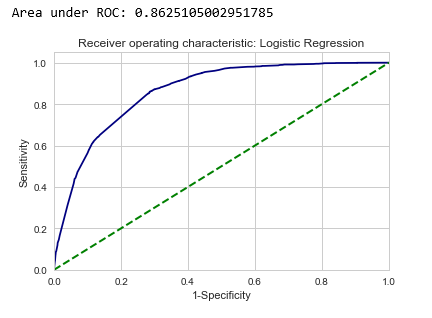 Area under ROC: 0.8625105002951785
Receiver operating characteristic: Logistic Regression
1.0
0.8
0.6
0.4
0.2
0.0
Sensitivity
0.0 0.2 0.4 0.6 0.8 1.0
1-Specificity